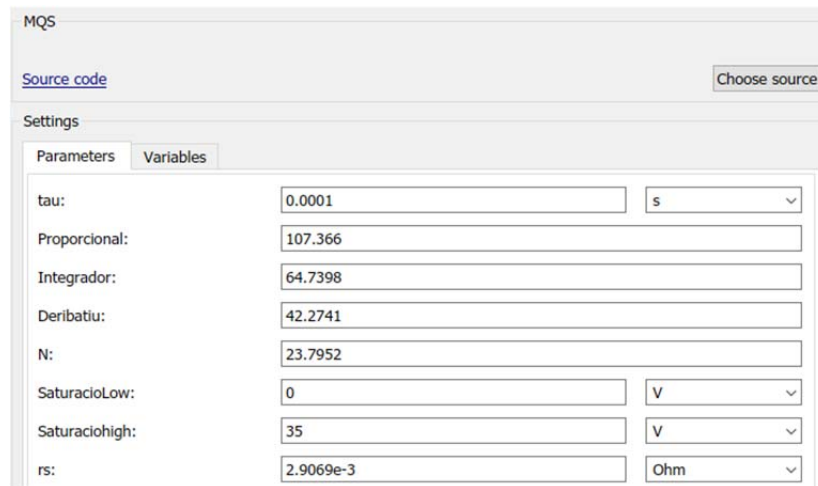 MQS
Source code
Choose source
Settings
Parameters Variables
tau: 0.0001 s
Proporcional: 107.366
Integrador: 64.7398
Deribatiu: 42.2741
N: 23.7952
SaturacioLow: 0 V
Saturaciohigh: 35 V
rs: 2.9069e-3 Ohm